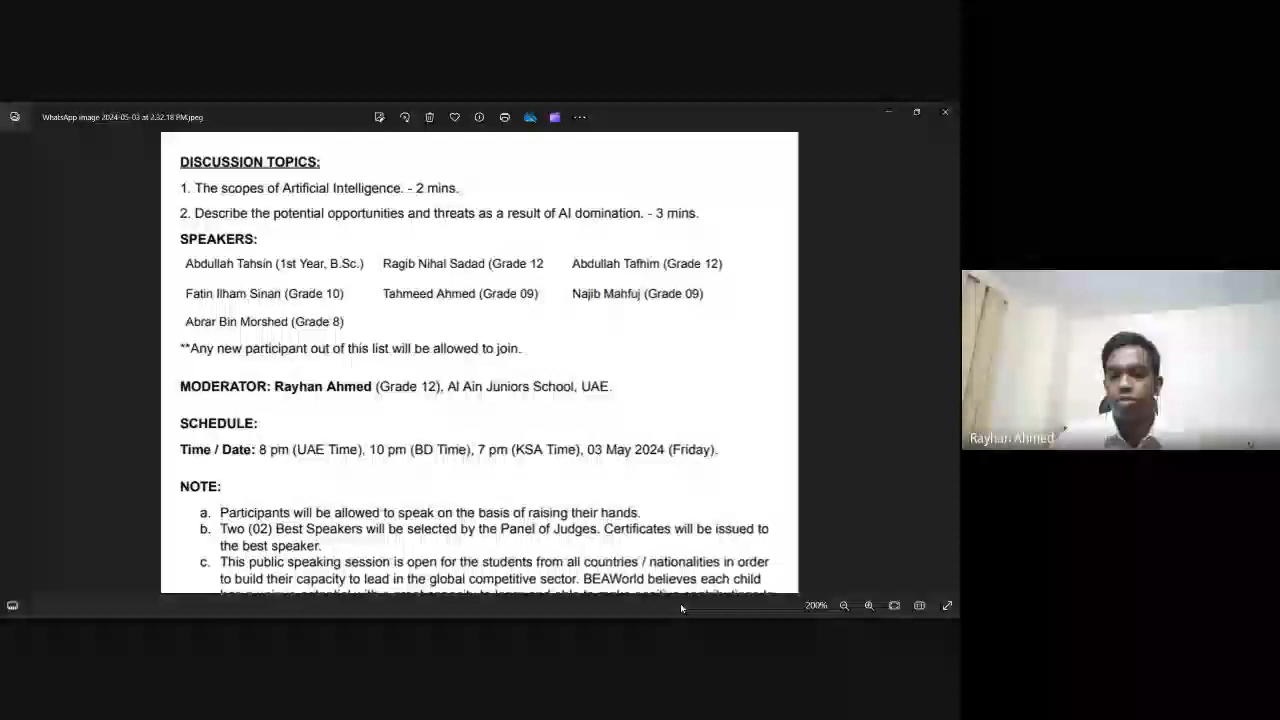 WhatsApp image 2024-05-03 at 2.32.18 PM.jpeg
DISCUSSION TOPICS:
1. The scopes of Artificial Intelligence. - 2 mins.
2. Describe the potential opportunities and threats as a result of AI domination. - 3 mins.
SPEAKERS:
Abdullah Tahsin (1st Year, B.Sc.) Ragib Nihal Sadad (Grade 12 Abdullah Tafhim (Grade 12)
Fatin Ilham Sinan (Grade 10) Tahmeed Ahmed (Grade 09) Najib Mahfuj (Grade 09)
Abrar Bin Morshed (Grade 8)
**Any new participant out of this list will be allowed to join.
MODERATOR: Rayhan Ahmed (Grade 12), Al Ain Juniors School, UAE.
SCHEDULE:
Time / Date: 8 pm (UAE Time), 10 pm (BD Time), 7 pm (KSA Time), 03 May 2024 (Friday).
NOTE:
a. Participants will be allowed to speak on the basis of raising their hands.
b. Two (02) Best Speakers will be selected by the Panel of Judges. Certificates will be issued to
the best speaker.
c. This public speaking session is open for the students from all countries / nationalities in order
to build their capacity to lead in the global competitive sector. BEAWorld believes each child
200%
Rayhan Ahmed